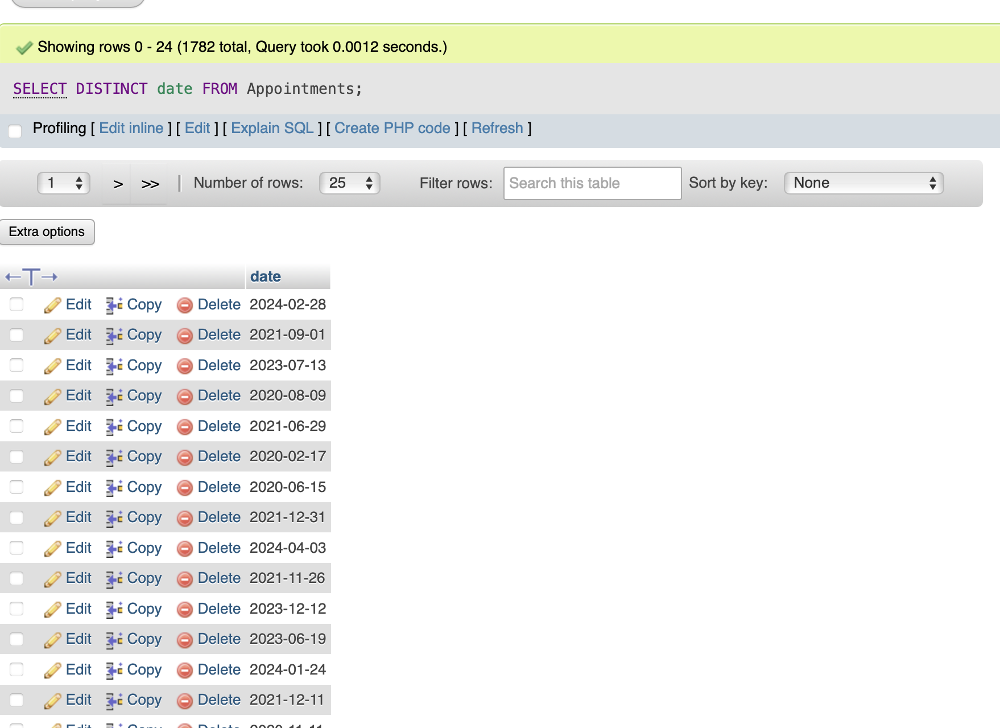 Showing rows 0 - 24 (1782 total, Query took 0.0012 seconds.)
SELECT DISTINCT date FROM Appointments;
Profiling [ Edit inline ] [ Edit ] [ Explain SQL ] [ Create PHP code ] [ Refresh ]
1 > >> | Number of rows: 25 Filter rows: Search this table Sort by key: None
Extra options
←T→ date
Edit Copy Delete 2024-02-28
Edit Copy Delete 2021-09-01
Edit Copy Delete 2023-07-13
Edit Copy Delete 2020-08-09
Edit Copy Delete 2021-06-29
Edit Copy Delete 2020-02-17
Edit Copy Delete 2020-06-15
Edit Copy Delete 2021-12-31
Edit Copy Delete 2024-04-03
Edit Copy Delete 2021-11-26
Edit Copy Delete 2023-12-12
Edit Copy Delete 2023-06-19
Edit Copy Delete 2024-01-24
Edit Copy Delete 2021-12-11
Edit Copy Delete